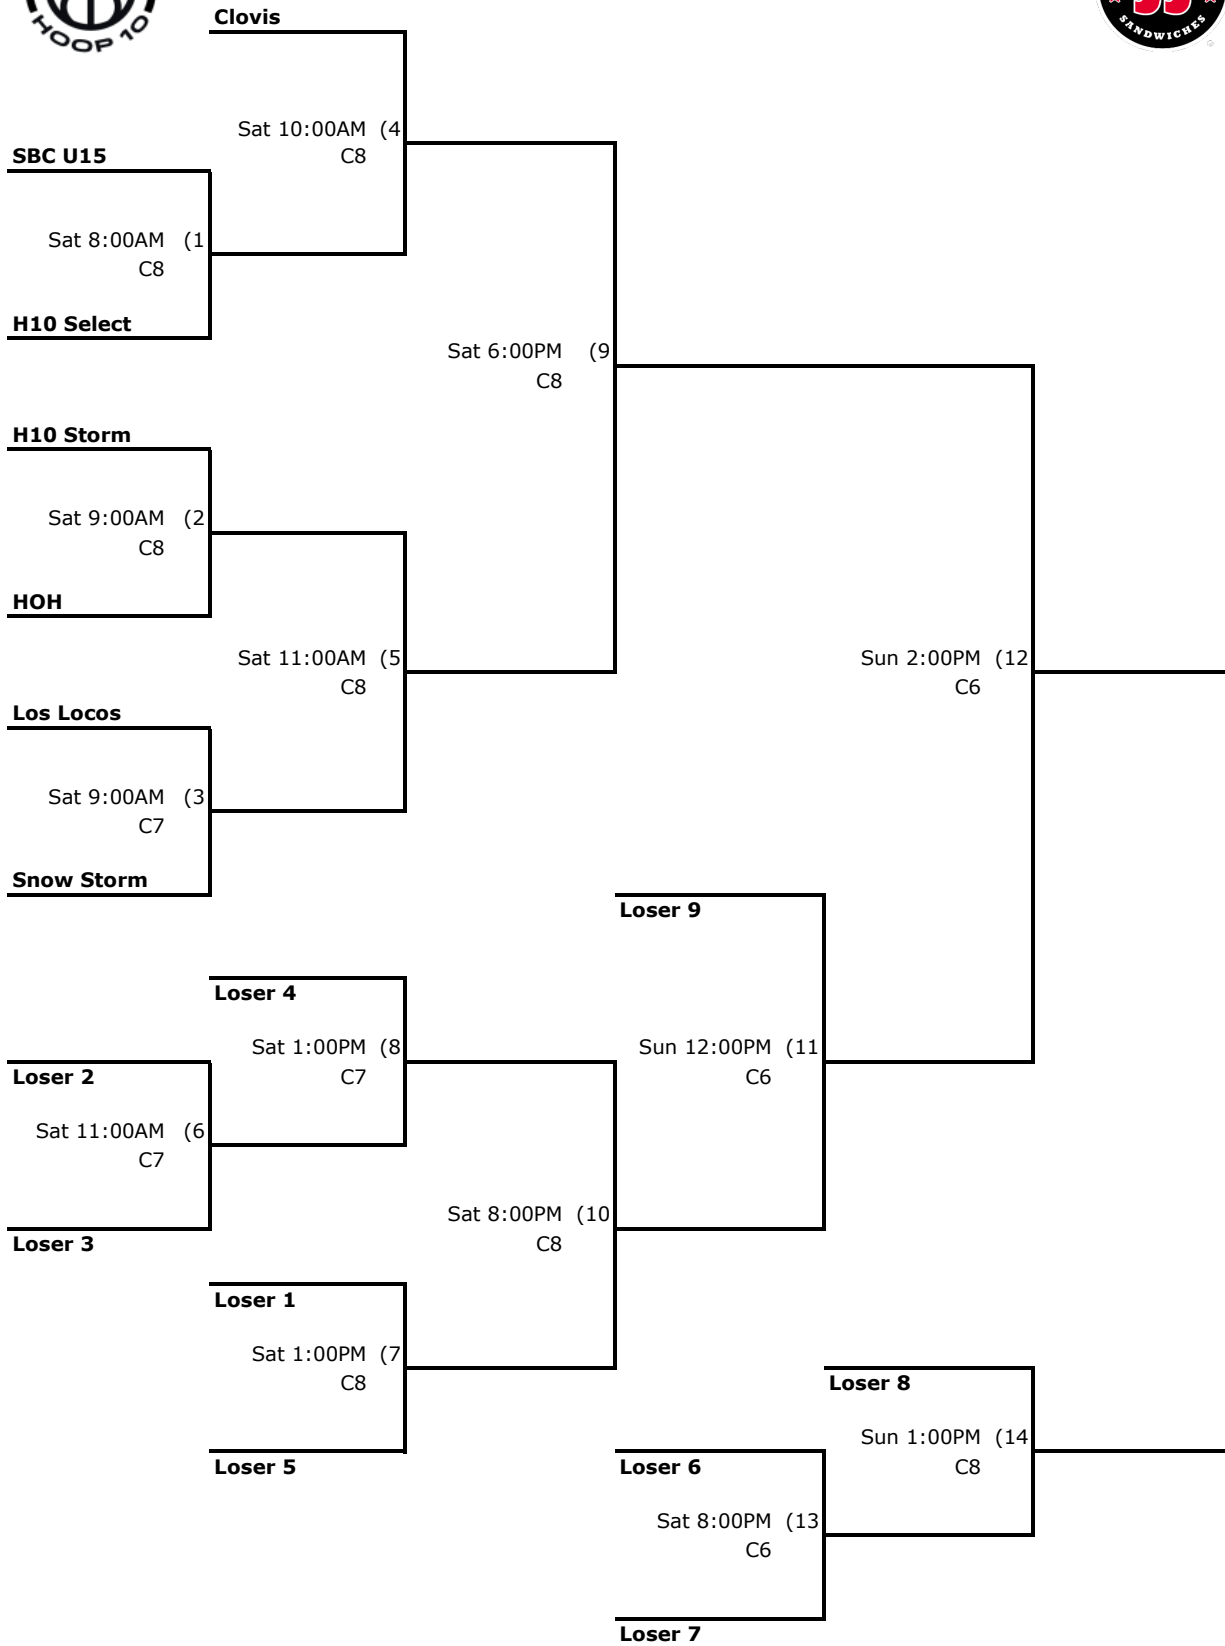 HOOP 10
SANDWICHES
Clovis
Sat 10:00AM (4
C8
SBC U15
Sat 8:00AM (1
C8
H10 Select
Sat 6:00PM (9
C8
H10 Storm
Sat 9:00AM (2
C8
HOH
Sat 11:00AM (5
C8
Sun 2:00PM (12
C6
Los Locos
Sat 9:00AM (3
C7
Snow Storm
Loser 9
Loser 4
Sat 1:00PM (8
C7
Sun 12:00PM (11
C6
Loser 2
Sat 11:00AM (6
C7
Loser 3
Sat 8:00PM (10
C8
Loser 1
Sat 1:00PM (7
C8
Loser 5
Loser 8
Sun 1:00PM (14
C8
Loser 6
Sat 8:00PM (13
C6
Loser 7